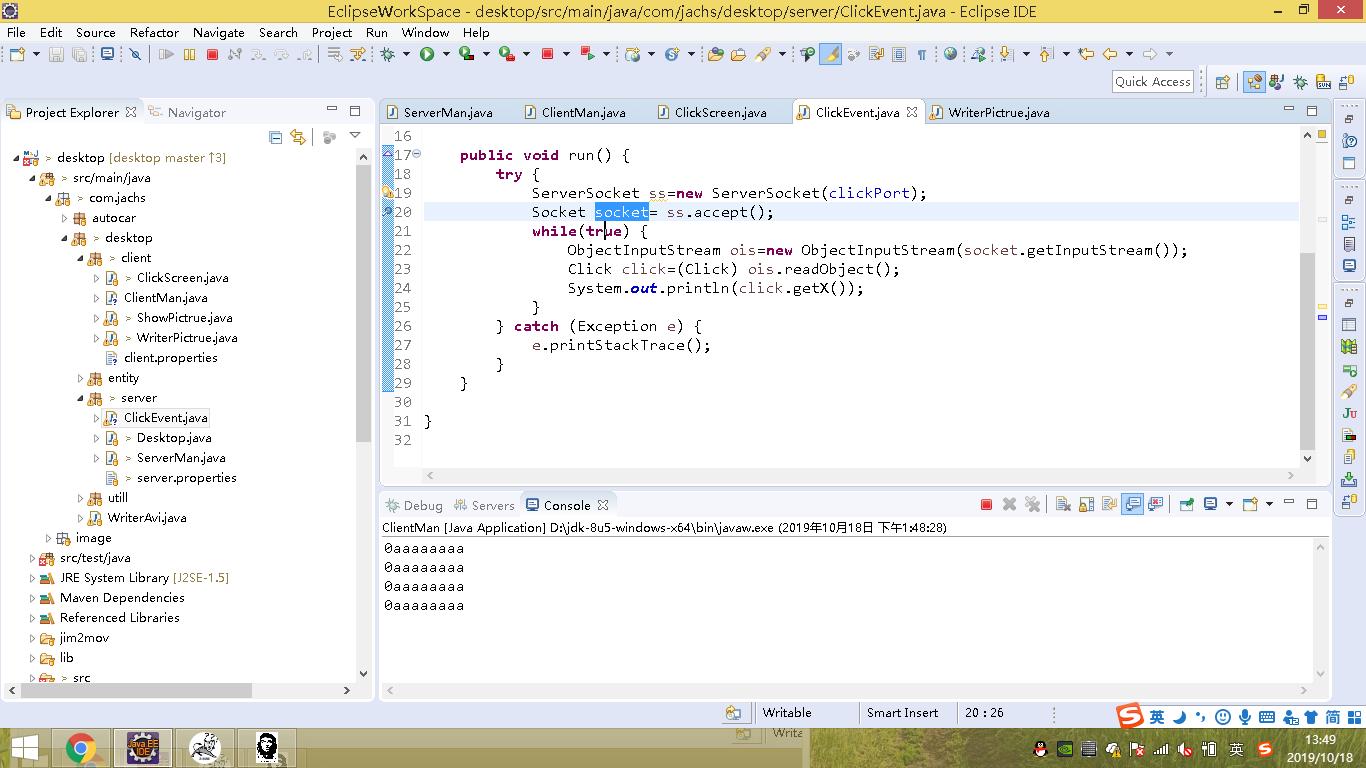 EclipseWorkSpace - desktop/src/main/java/com/jachs/desktop/server/ClickEvent.java - Eclipse IDE
File Edit Source Refactor Navigate Search Project Run Window Help
Quick Access
Project Explorer Navigator
> desktop [desktop master ↑3]
> src/main/java
> com.jachs
autocar
> desktop
> client
> ClickScreen.java
ClientMan.java
> ShowPictrue.java
> WriterPictrue.java
client.properties
entity
> server
ClickEvent.java
> Desktop.java
> ServerMan.java
> server.properties
utill
> WriterAvi.java
image
src/test/java
JRE System Library [J2SE-1.5]
Maven Dependencies
Referenced Libraries
jim2mov
lib
> src
ServerMan.java ClientMan.java ClickScreen.java ClickEvent.java WriterPictrue.java
16
17 public void run() {
18 try {
19 ServerSocket ss=new ServerSocket(clickPort);
20 Socket socket= ss.accept();
21 while(true) {
22 ObjectInputStream ois=new ObjectInputStream(socket.getInputStream());
23 Click click=(Click) ois.readObject();
24 System.out.println(click.getX());
25 }
26 } catch (Exception e) {
27 e.printStackTrace();
28 }
29 }
30
31 }
32
Debug Servers Console
ClientMan [Java Application] D:\jdk-8u5-windows-x64\bin\javaw.exe (2019年10月18日 下午1:48:28)
0aaaaaaaa
0aaaaaaaa
0aaaaaaaa
0aaaaaaaa
Writable Smart Insert 20 : 26
英 简
Writa
Java EE IDE
英
13:49
2019/10/18